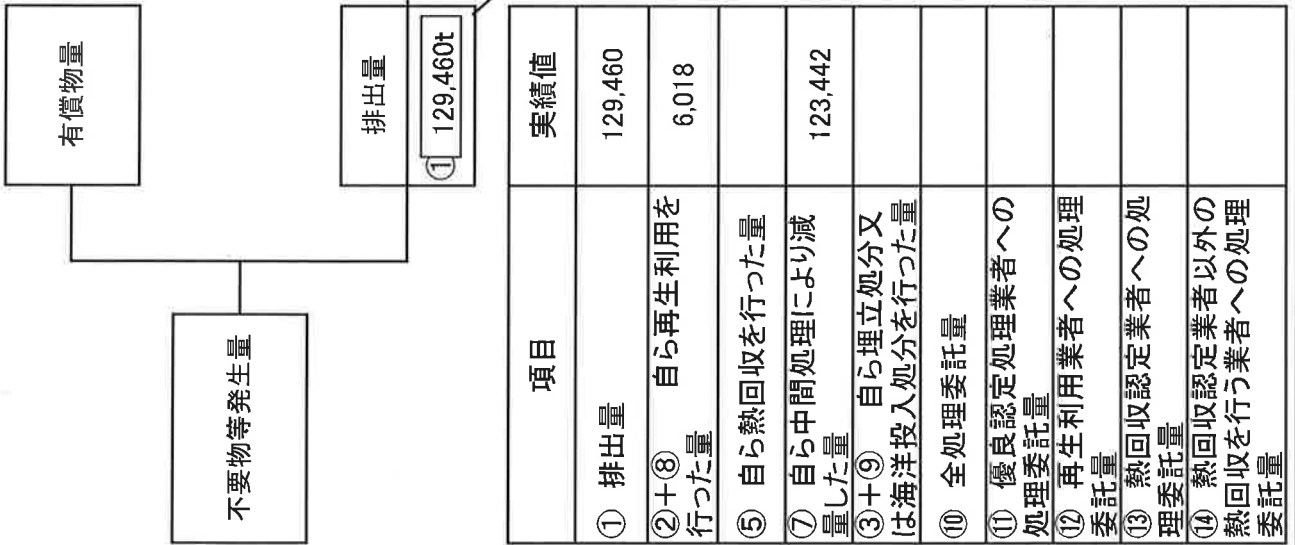 不要物等発生量
有償物量
排出量
① 129,460t
項目
実績値
① 排出量
129,460
②+⑧ 自ら再生利用を
行った量
6,018
⑤ 自ら熱回収を行った量
⑦ 自ら中間処理により減
量した量
123,442
③+⑨ 自ら埋立処分又
は海洋投入処分を行った量
⑩ 全処理委託量
⑪ 優良認定処理業者への
処理委託量
⑫ 再生利用業者への処理
委託量
⑬ 熱回収認定業者への処
理委託量
⑭ 熱回収認定業者以外の
熱回収を行う業者への処理
委託量